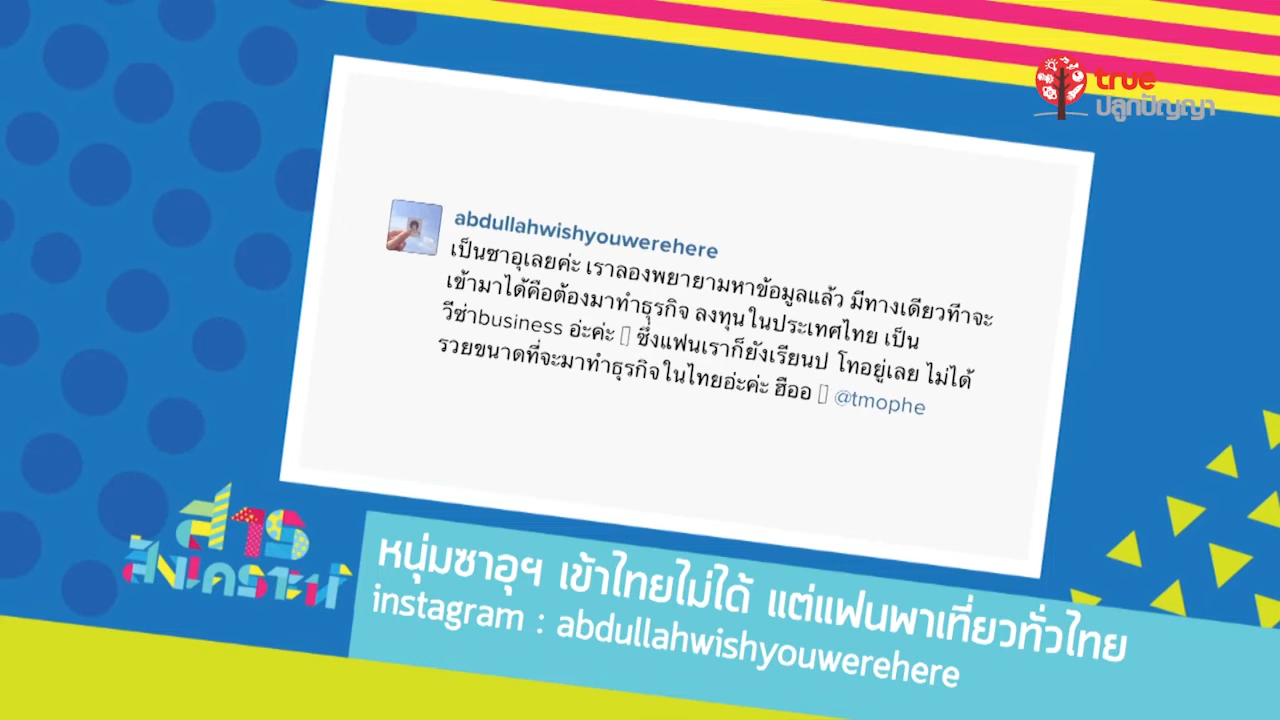 true
ปลูกปัญญา
abdullahwishyouwerehere
เป็นซาอุเลยค่ะ เราลองพยายามหาข้อมูลแล้ว มีทางเดียวที่จะ
เข้ามาได้คือต้องมาทำธุรกิจ ลงทุนในประเทศไทย เป็น
วีซ่าbusiness อ่ะค่ะ ▯ ซึ่งแฟนเราก็ยังเรียนป โทอยู่เลย ไม่ได้
รวยขนาดที่จะมาทำธุรกิจในไทยอ่ะค่ะ ฮืออ ▯ @tmophe
สาร
สังเคราะห์
หนุ่มซาอุฯ เข้าไทยไม่ได้ แต่แฟนพาเที่ยวทั่วไทย
instagram : abdullahwishyouwerehere